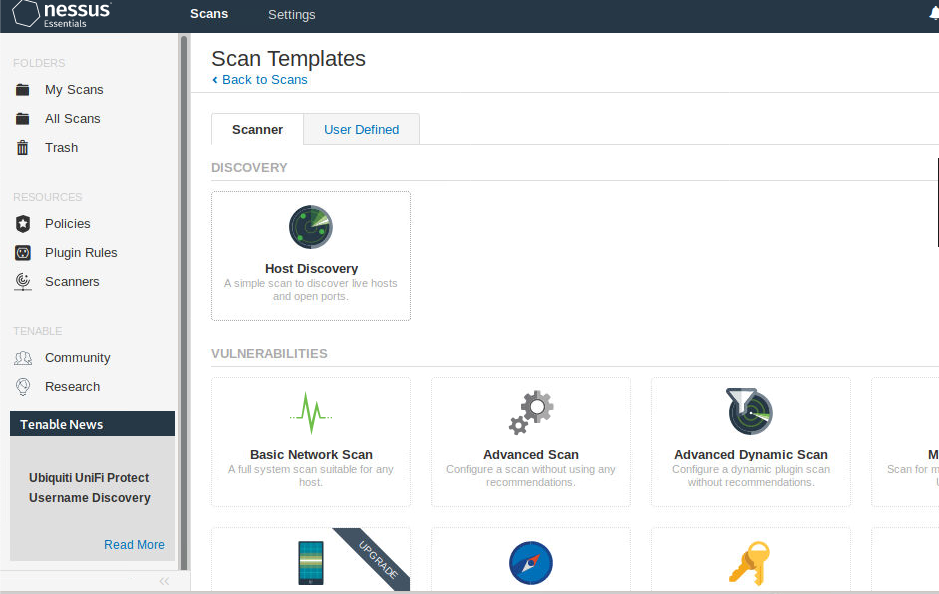 nessus
Essentials
Scans
Settings
FOLDERS
My Scans
All Scans
Trash
RESOURCES
Policies
Plugin Rules
Scanners
TENABLE
Community
Research
Tenable News
Ubiquiti UniFi Protect
Username Discovery
Read More
Scan Templates
Back to Scans
Scanner
User Defined
DISCOVERY
Host Discovery
A simple scan to discover live hosts
and open ports.
VULNERABILITIES
Basic Network Scan
A full system scan suitable for any
host.
Advanced Scan
Configure a scan without using any
recommendations.
Advanced Dynamic Scan
Configure a dynamic plugin scan
without recommendations.
M
Scan for m
UPGRADE